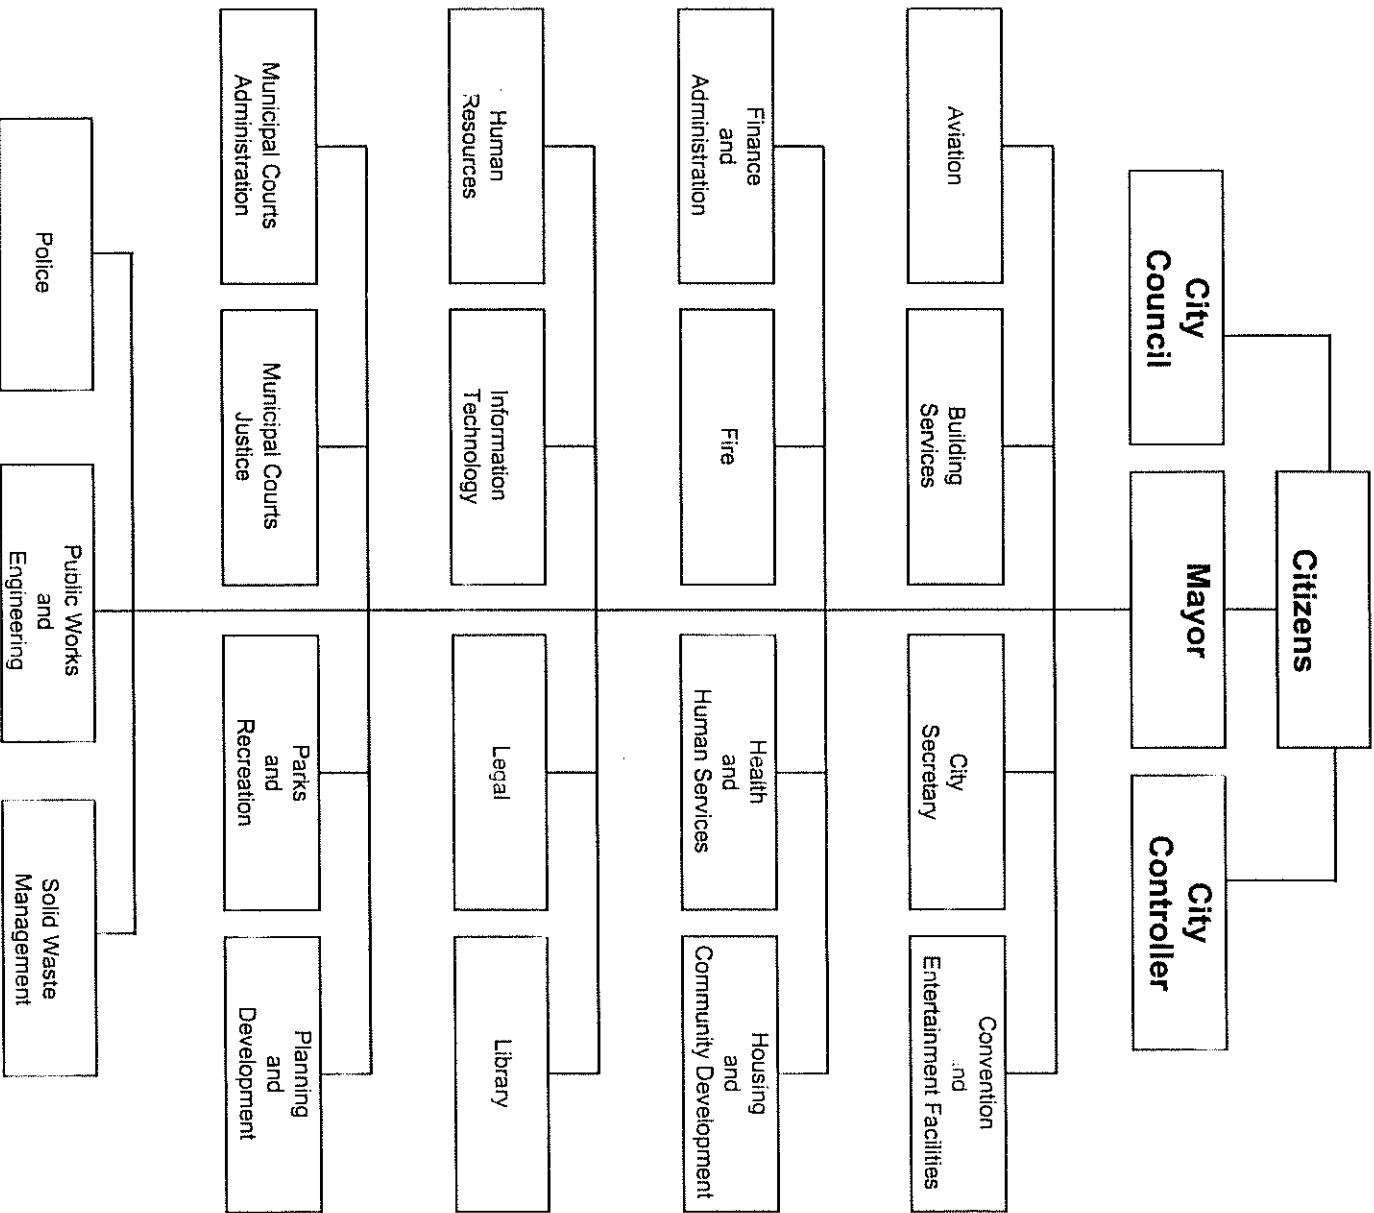 Citizens
City
Council
Mayor
City
Controller
Aviation
Building
Services
City
Secretary
Convention
nd
Entertainment Facilities
Finance
and
Administration
Fire
Health
and
Human Services
Housing
and
Community Development
Human
Resources
Information
Technology
Legal
Library
Municipal Courts
Administration
Municipal Courts
Justice
Parks
and
Recreation
Planning
and
Development
Police
Public Works
and
Engineering
Solid Waste
Management